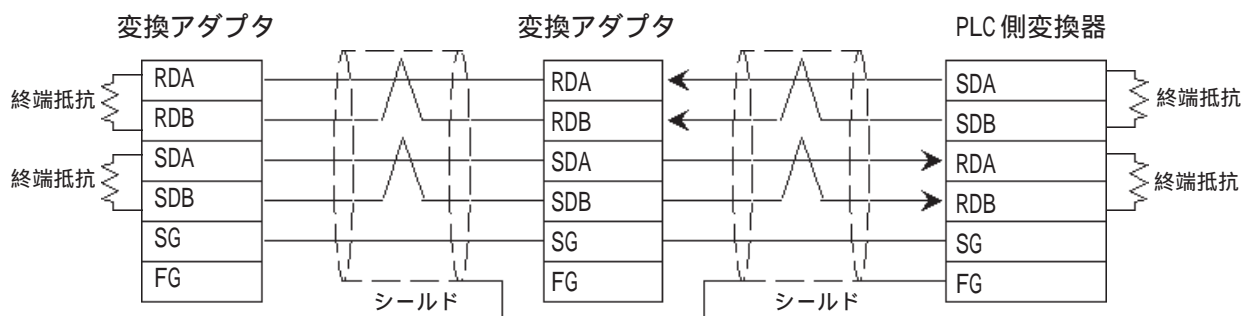 変換アダプタ
変換アダプタ
PLC側変換器
終端抵抗
終端抵抗
RDA
RDB
SDA
SDB
SG
FG
シールド
RDA
RDB
SDA
SDB
SG
FG
シールド
SDA
SDB
RDA
RDB
SG
FG
終端抵抗
終端抵抗